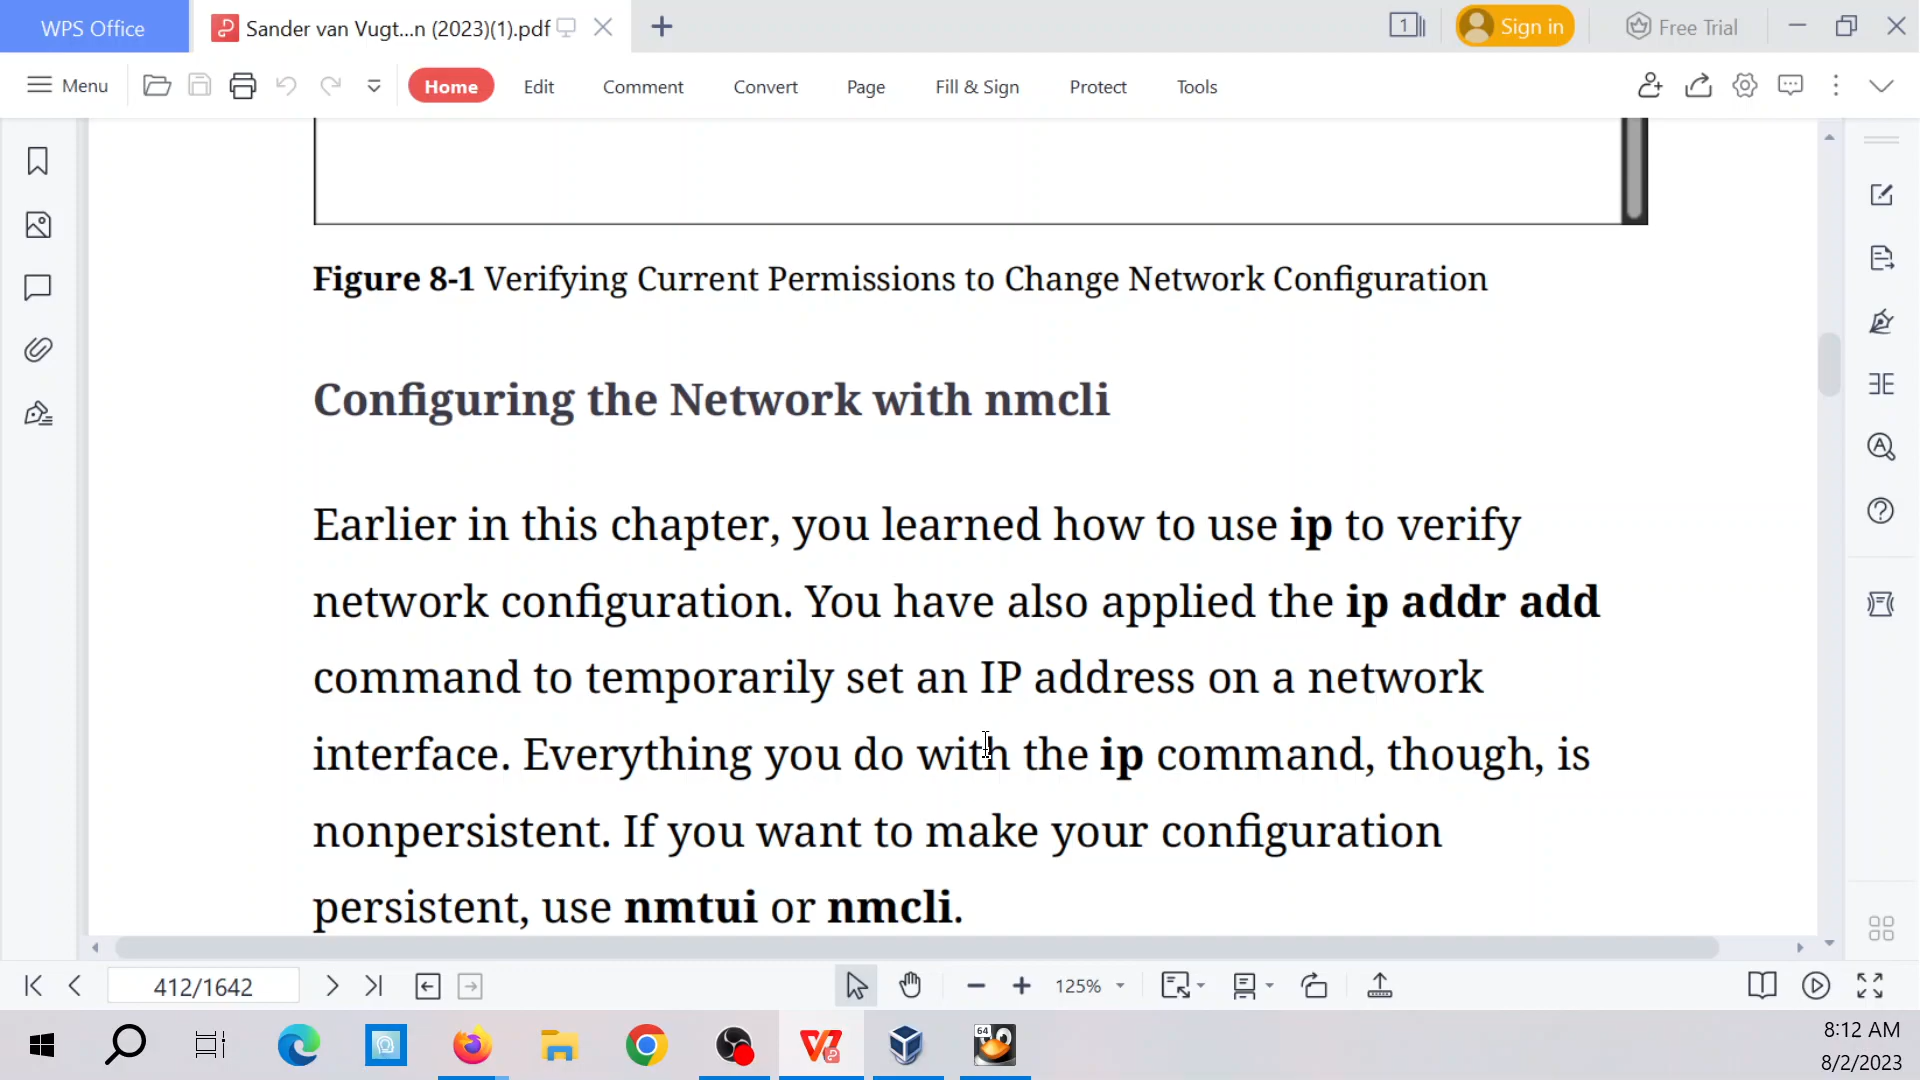 WPS Office
Sander van Vugt...n (2023)(1).pdf
1
Sign in
Free Trial
Menu
Home
Edit
Comment
Convert
Page
Fill & Sign
Protect
Tools
Figure 8-1 Verifying Current Permissions to Change Network Configuration
Configuring the Network with nmcli
Earlier in this chapter, you learned how to use ip to verify
network configuration. You have also applied the ip addr add
command to temporarily set an IP address on a network
interface. Everything you do with the ip command, though, is
nonpersistent. If you want to make your configuration
persistent, use nmtui or nmcli.
412/1642
125%
64
8:12 AM
8/2/2023